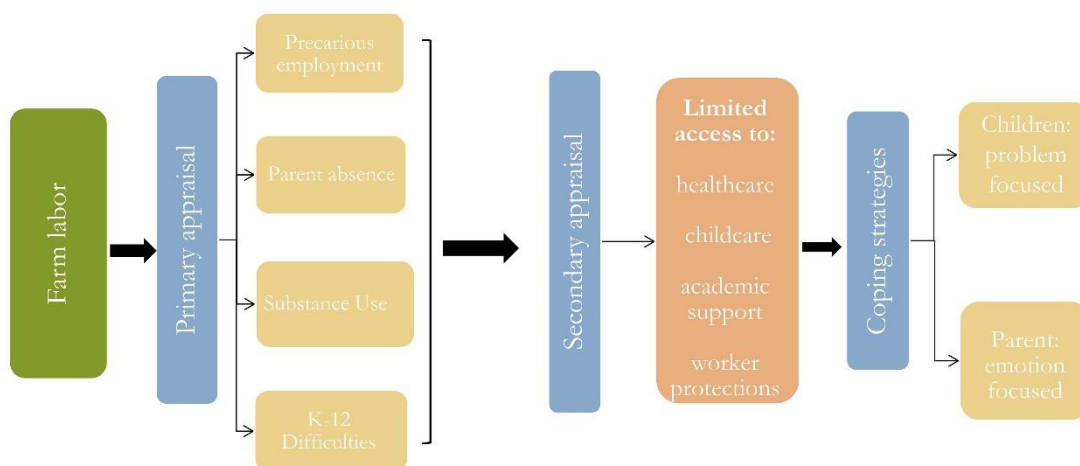 Farm labor
Primary appraisal
Precarious
employment
Parent absence
Substance Use
K-12
Difficulties
Secondary appraisal
Limited
access to:
healthcare
childcare
academic
support
worker
protections
Coping strategies
Children:
problem
focused
Parent:
emotion
focused